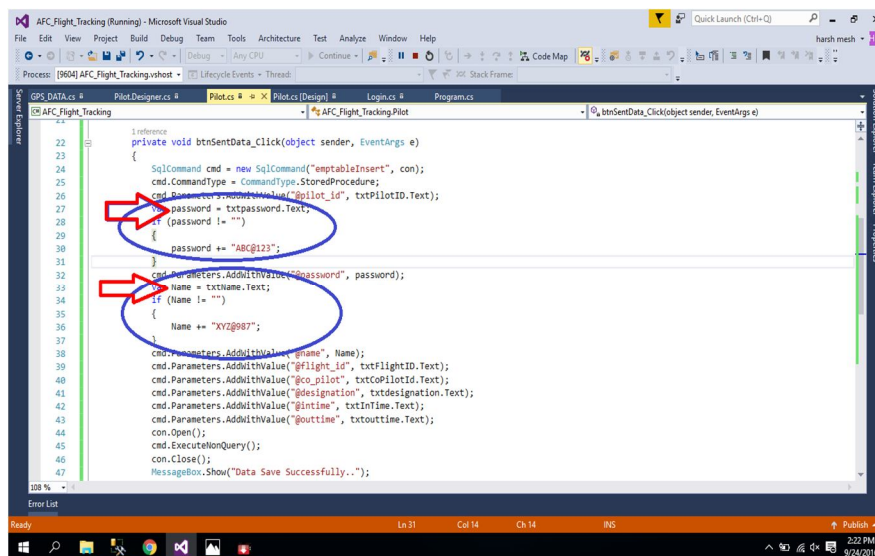 AFC_Flight_Tracking (Running) - Microsoft Visual Studio
Quick Launch (Ctrl+Q)
File Edit View Project Build Debug Team Tools Architecture Test Analyze Window Help
harsh mesh
Debug Any CPU Continue Code Map
Process: [9604] AFC_Flight_Tracking.vshost Lifecycle Events Thread: Stack Frame:
Server Explorer
GPS_DATA.cs Pilot.Designer.cs Pilot.cs Pilot.cs [Design] Login.cs Program.cs
AFC_Flight_Tracking AFC_Flight_Tracking.Pilot btnSentData_Click(object sender, EventArgs e)
21
1 reference
22 private void btnSentData_Click(object sender, EventArgs e)
23 {
24 SqlCommand cmd = new SqlCommand("emptableInsert", con);
25 cmd.CommandType = CommandType.StoredProcedure;
26 cmd.Parameters.AddWithValue("@pilot_id", txtPilotID.Text);
27 var password = txtpassword.Text;
28 if (password != "")
29 {
30 password += "ABC@123";
31 }
32 cmd.Parameters.AddWithValue("@password", password);
33 var Name = txtName.Text;
34 if (Name != "")
35 {
36 Name += "XYZ@987";
37 }
38 cmd.Parameters.AddWithValue("@name", Name);
39 cmd.Parameters.AddWithValue("@flight_id", txtFlightID.Text);
40 cmd.Parameters.AddWithValue("@co_pilot", txtCoPilotId.Text);
41 cmd.Parameters.AddWithValue("@designation", txtdesignation.Text);
42 cmd.Parameters.AddWithValue("@intime", txtInTime.Text);
43 cmd.Parameters.AddWithValue("@outtime", txtouttime.Text);
44 con.Open();
45 cmd.ExecuteNonQuery();
46 con.Close();
47 MessageBox.Show("Data Save Successfully..");
108 %
Error List
Ready Ln 31 Col 14 Ch 14 INS Publish
2:22 PM